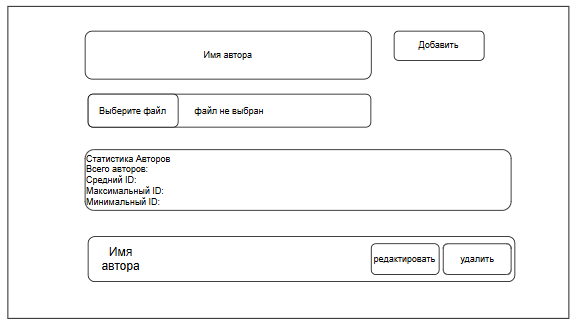 Имя автора
Добавить
Выберите файл
файл не выбран
Статистика Авторов
Всего авторов:
Средний ID:
Максимальный ID:
Минимальный ID:
Имя
автора
редактировать
удалить